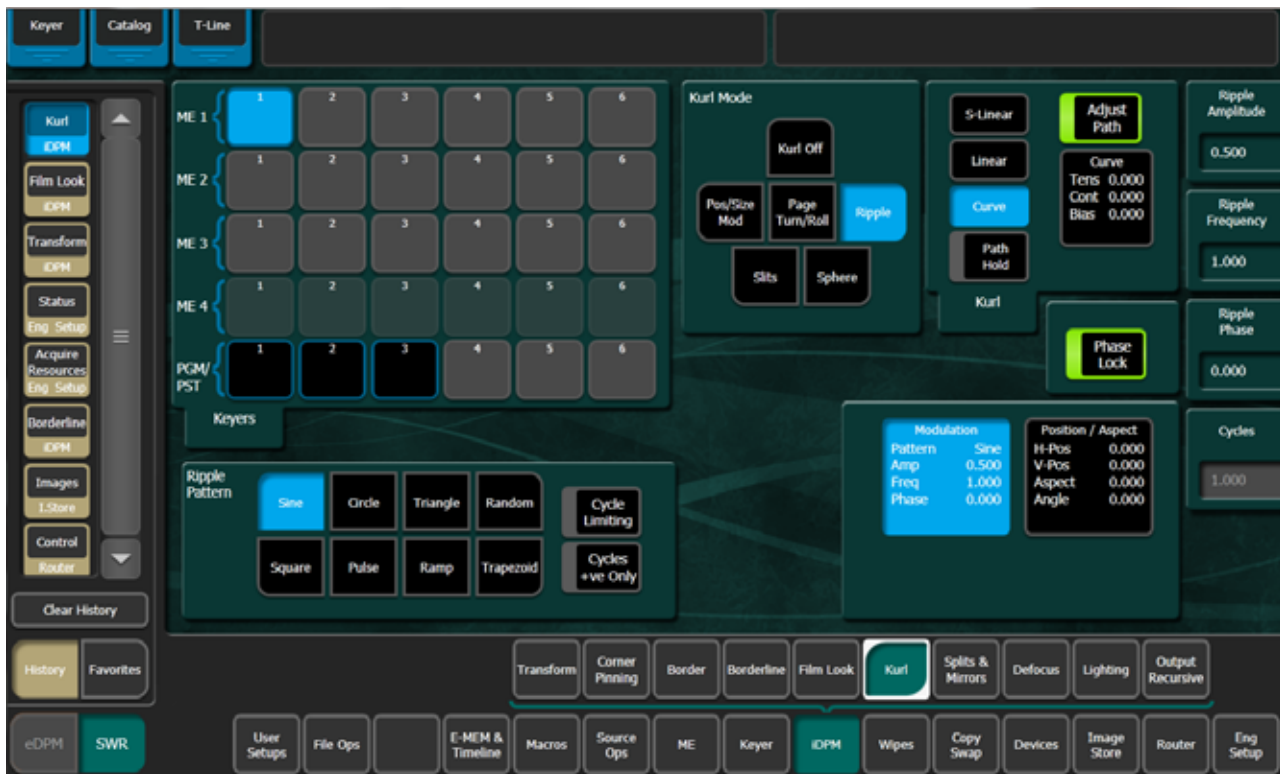 Keyer
Catalog
T-Line
Kurl
iDPM
Film Look
iDPM
Transform
iDPM
Status
Eng Setup
Acquire
Resources
Eng Setup
Borderline
iDPM
Images
I.Store
Control
Router
Clear History
History
Favorites
eDPM
SWR
ME 1
1 2 3 4 5 6
ME 2
1 2 3 4 5 6
ME 3
1 2 3 4 5 6
ME 4
1 2 3 4 5 6
PGM/
PST
1 2 3 4 5 6
Keyers
Kurl Mode
Kurl Off
Pos/Size
Mod
Page
Turn/Roll
Ripple
Slits
Sphere
S-Linear
Linear
Curve
Path
Hold
Kurl
Adjust
Path
Curve
Tens 0.000
Cont 0.000
Bias 0.000
Phase
Lock
Ripple
Amplitude
0.500
Ripple
Frequency
1.000
Ripple
Phase
0.000
Cycles
1.000
Ripple
Pattern
Sine
Circle
Triangle
Random
Square
Pulse
Ramp
Trapezoid
Cycle
Limiting
Cycles
+ve Only
Modulation
Pattern Sine
Amp 0.500
Freq 1.000
Phase 0.000
Position / Aspect
H-Pos 0.000
V-Pos 0.000
Aspect 0.000
Angle 0.000
Transform
Corner
Pinning
Border
Borderline
Film Look
Kurl
Splits &
Mirrors
Defocus
Lighting
Output
Recursive
User
Setups
File Ops
E-MEM &
Timeline
Macros
Source
Ops
ME
Keyer
iDPM
Wipes
Copy
Swap
Devices
Image
Store
Router
Eng
Setup